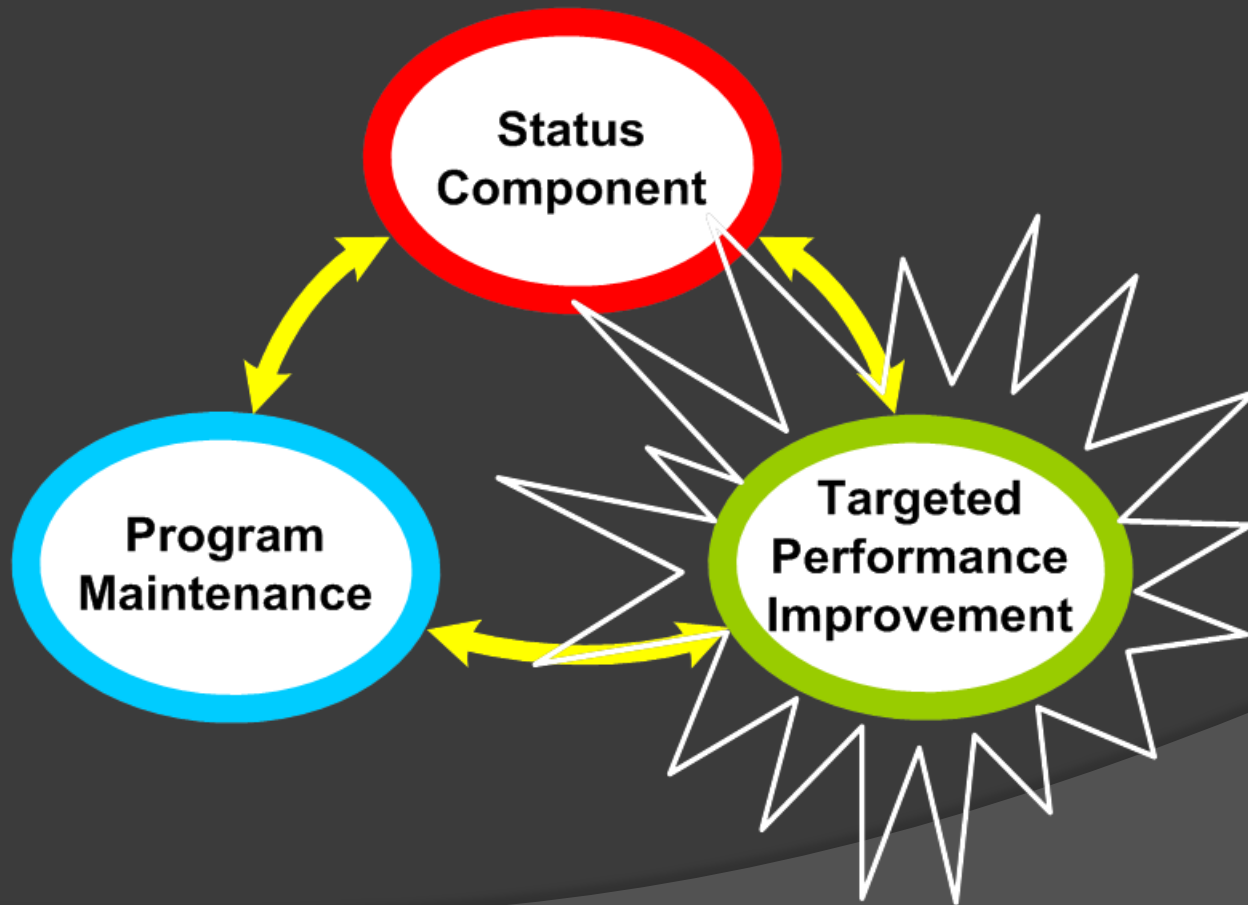 Status
Component
Program
Maintenance
Targeted
Performance
Improvement